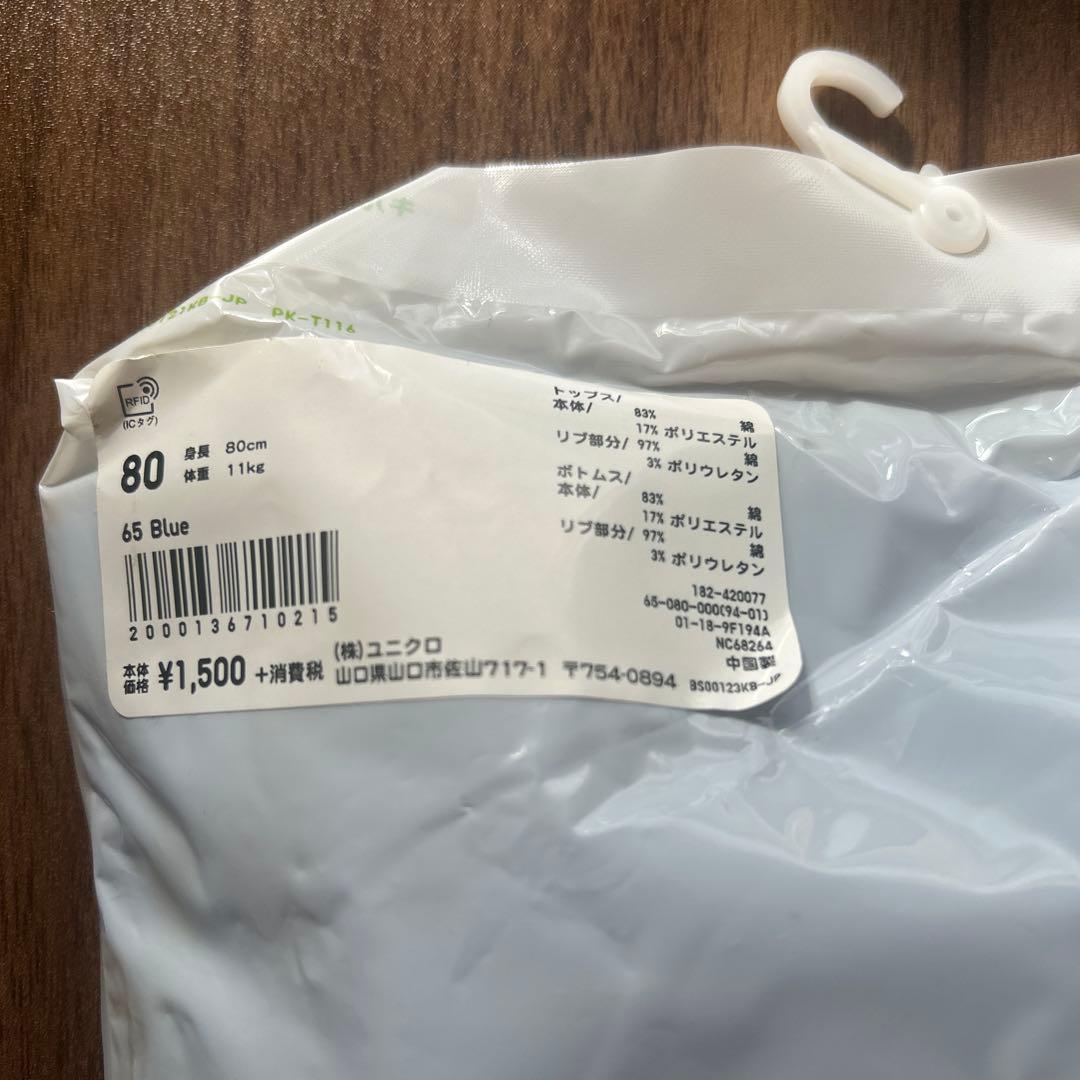 PK-T116
RFID
(ICタグ)
80 身長 80cm
体重 11kg
65 Blue
2000136710215
本体価格 ¥1,500 +消費税
(株)ユニクロ
山口県山口市佐山717-1 〒754-0894
トップス/
本体/ 83% 綿
17% ポリエステル
リブ部分/ 97% 綿
3% ポリウレタン
ボトムス/
本体/ 83% 綿
17% ポリエステル
リブ部分/ 97% 綿
3% ポリウレタン
182-420077
65-080-000(94-01)
01-18-9F194A
NC68264
中国製
BS00123KB-JP